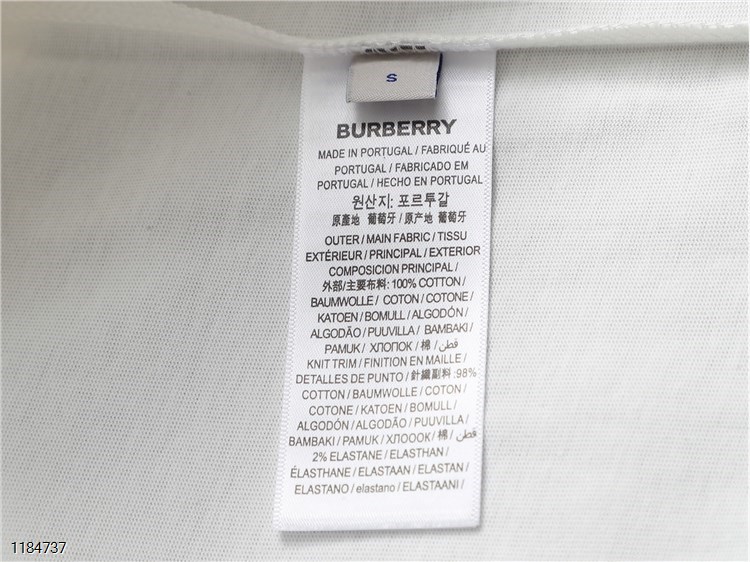 S
BURBERRY
MADE IN PORTUGAL / FABRIQUÉ AU
PORTUGAL / FABRICADO EM
PORTUGAL / HECHO EN PORTUGAL
원산지: 포르투갈
原產地 葡萄牙 / 原产地 葡萄牙
OUTER / MAIN FABRIC / TISSU
EXTÉRIEUR / PRINCIPAL / EXTERIOR
COMPOSICION PRINCIPAL /
外部/主要布料: 100% COTTON /
BAUMWOLLE / COTON / COTONE /
KATOEN / BOMULL / ALGODÓN /
ALGODÃO / PUUVILLA / BAMBAKI /
PAMUK / ХЛОПОК / 棉 / قطن /
KNIT TRIM / FINITION EN MAILLE /
DETALLES DE PUNTO / 針織副料 :98%
COTTON / BAUMWOLLE / COTON /
COTONE / KATOEN / BOMULL /
ALGODÓN / ALGODÃO / PUUVILLA /
BAMBAKI / PAMUK / ХЛОООК / 棉 / قطن
2% ELASTANE / ELASTHAN /
ÉLASTHANE / ELASTAAN / ELASTAN /
ELASTANO / elastano / ELASTAANI /
1184737